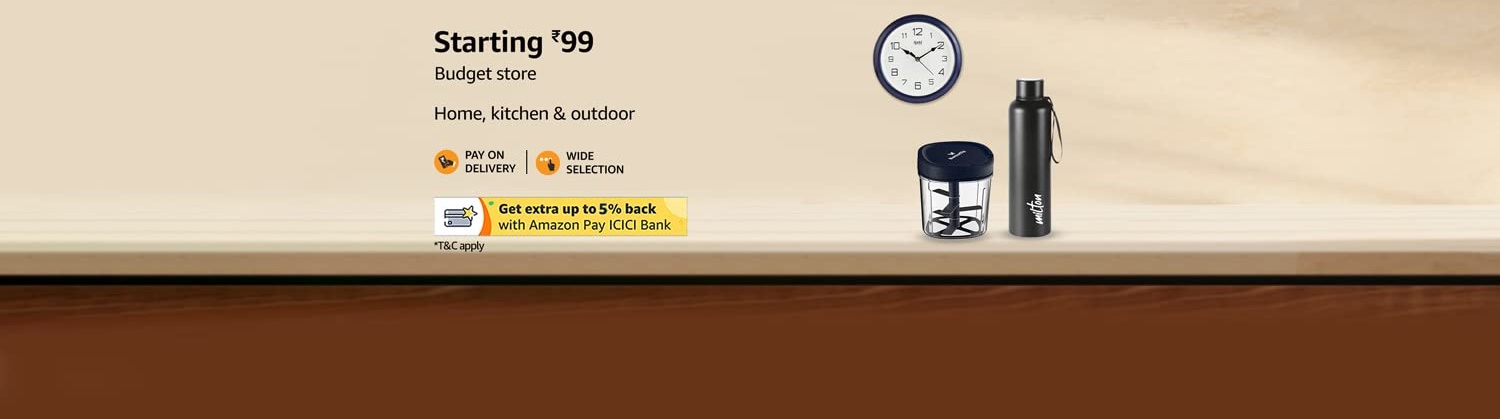 Starting ₹99
Budget store
Home, kitchen & outdoor
PAY ON
DELIVERY
WIDE
SELECTION
Get extra up to 5% back
with Amazon Pay ICICI Bank
*T&C apply
12
11 1
10 2
9 3
8 4
7 5
6
milton